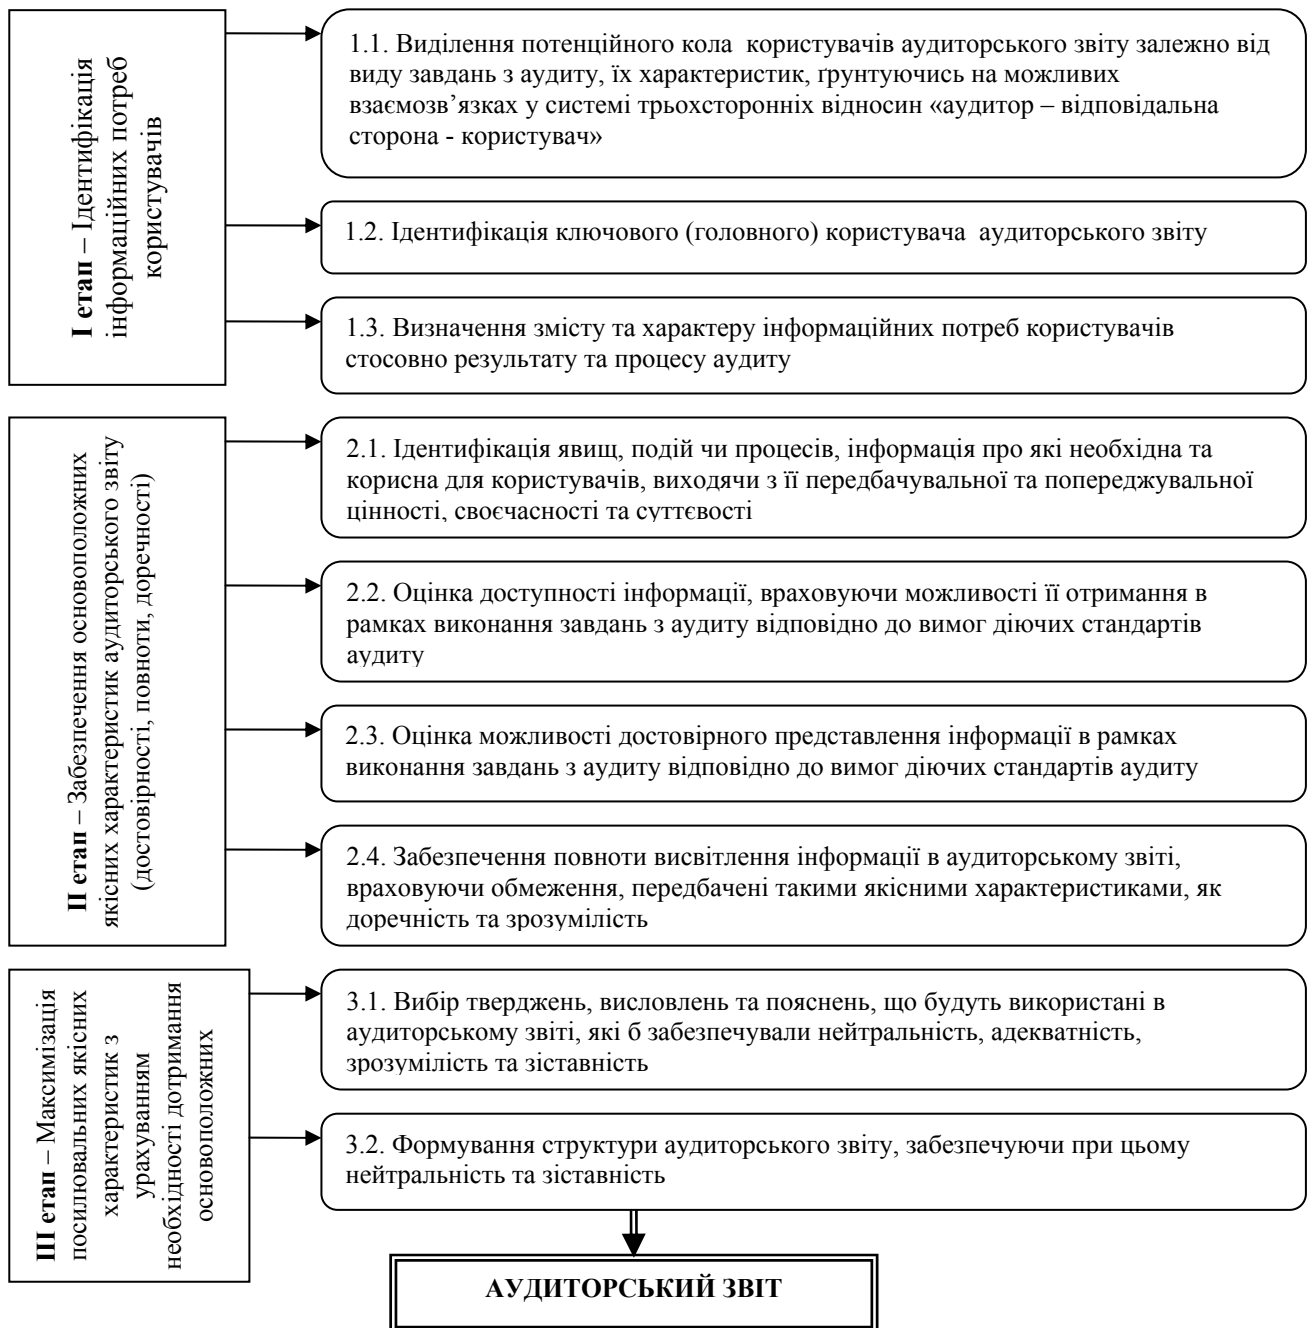 І етап – Ідентифікація
інформаційних потреб
користувачів
1.1. Виділення потенційного кола користувачів аудиторського звіту залежно від
виду завдань з аудиту, їх характеристик, ґрунтуючись на можливих
взаємозв’язках у системі трьохсторонніх відносин «аудитор – відповідальна
сторона - користувач»
1.2. Ідентифікація ключового (головного) користувача аудиторського звіту
1.3. Визначення змісту та характеру інформаційних потреб користувачів
стосовно результату та процесу аудиту
ІІ етап – Забезпечення основоположних
якісних характеристик аудиторського звіту
(достовірності, повноти, доречності)
2.1. Ідентифікація явищ, подій чи процесів, інформація про які необхідна та
корисна для користувачів, виходячи з її передбачувальної та попереджувальної
цінності, своєчасності та суттєвості
2.2. Оцінка доступності інформації, враховуючи можливості її отримання в
рамках виконання завдань з аудиту відповідно до вимог діючих стандартів
аудиту
2.3. Оцінка можливості достовірного представлення інформації в рамках
виконання завдань з аудиту відповідно до вимог діючих стандартів аудиту
2.4. Забезпечення повноти висвітлення інформації в аудиторському звіті,
враховуючи обмеження, передбачені такими якісними характеристиками, як
доречність та зрозумілість
ІІІ етап – Максимізація
посилювальних якісних
характеристик з
урахуванням
необхідності дотримання
основоположних
3.1. Вибір тверджень, висловлень та пояснень, що будуть використані в
аудиторському звіті, які б забезпечували нейтральність, адекватність,
зрозумілість та зіставність
3.2. Формування структури аудиторського звіту, забезпечуючи при цьому
нейтральність та зіставність
АУДИТОРСЬКИЙ ЗВІТ